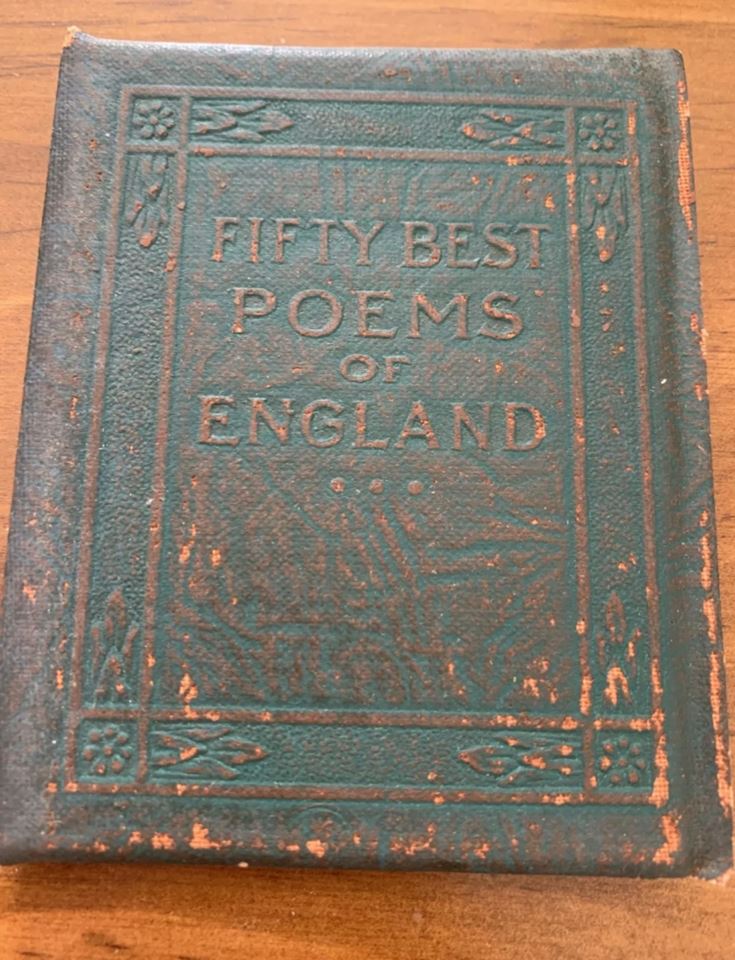 FIFTY BEST
POEMS
OF
ENGLAND